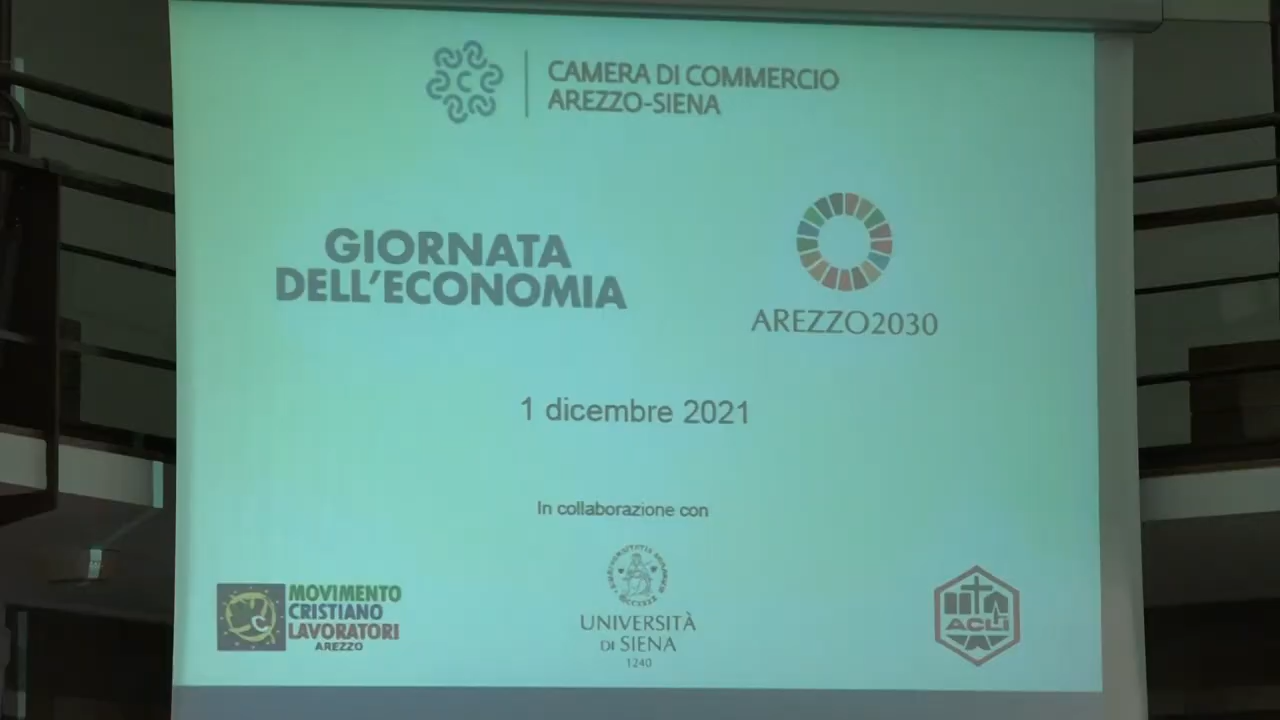 CAMERA DI COMMERCIO
AREZZO-SIENA
GIORNATA
DELL'ECONOMIA
AREZZO2030
1 dicembre 2021
In collaborazione con
MOVIMENTO
CRISTIANO
LAVORATORI
AREZZO
UNIVERSITÀ
DI SIENA
1240
ACLI